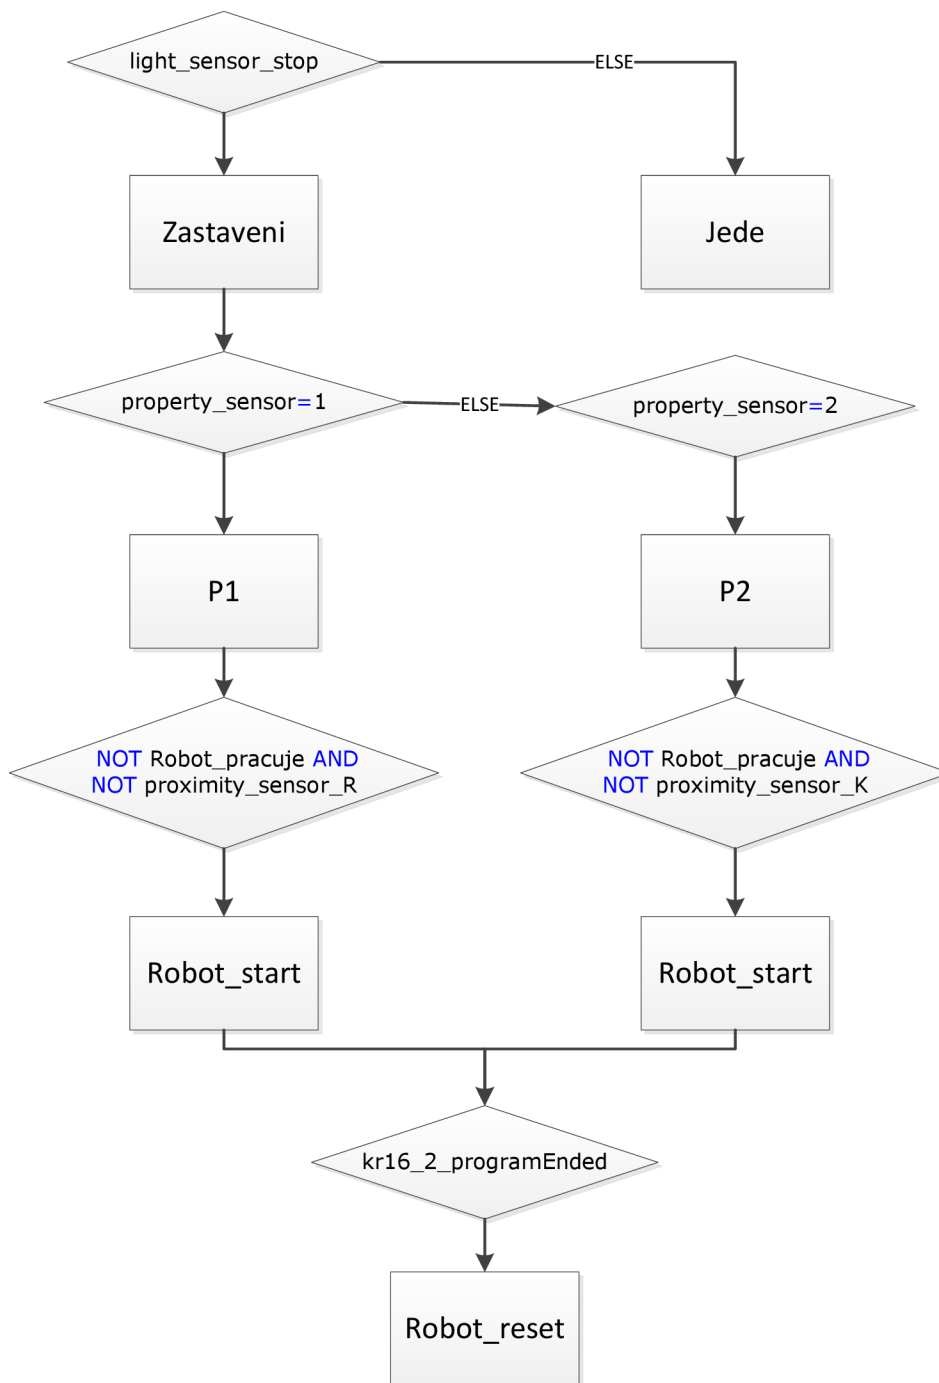 light_sensor_stop
ELSE
Zastaveni
Jede
property_sensor=1
ELSE
property_sensor=2
P1
P2
NOT Robot_pracuje AND
NOT proximity_sensor_R
NOT Robot_pracuje AND
NOT proximity_sensor_K
Robot_start
Robot_start
kr16_2_programEnded
Robot_reset